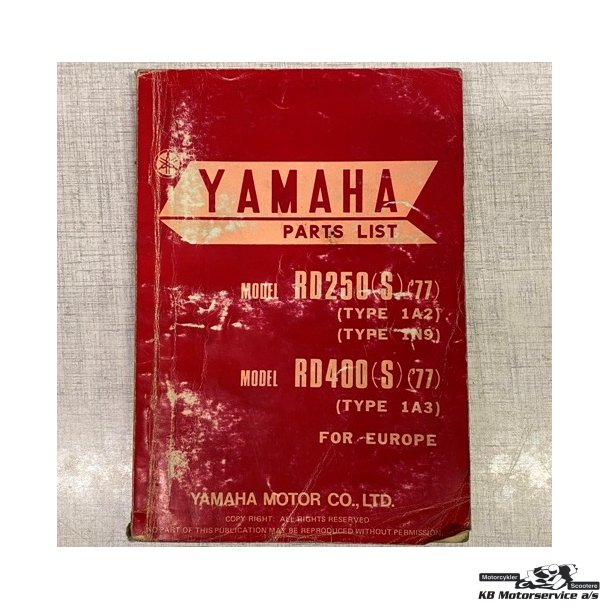 YAMAHA
PARTS LIST
MODEL RD250(S)('77)
(TYPE 1A2)
(TYPE 1N9)
MODEL RD400(S)('77)
(TYPE 1A3)
FOR EUROPE
YAMAHA MOTOR CO., LTD.
COPY RIGHT: ALL RIGHTS RESERVED
NO PART OF THIS PUBLICATION MAY BE REPRODUCED WITHOUT PERMISSION
Motorcykler Scootere
KB Motorservice a/s